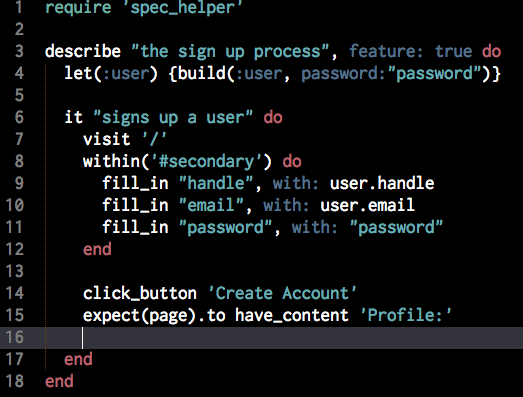 1 require 'spec_helper'
2
3 describe "the sign up process", feature: true do
4 let(:user) {build(:user, password:"password")}
5
6 it "signs up a user" do
7 visit '/'
8 within('#secondary') do
9 fill_in "handle", with: user.handle
10 fill_in "email", with: user.email
11 fill_in "password", with: "password"
12 end
13
14 click_button 'Create Account'
15 expect(page).to have_content 'Profile:'
16
17 end
18 end